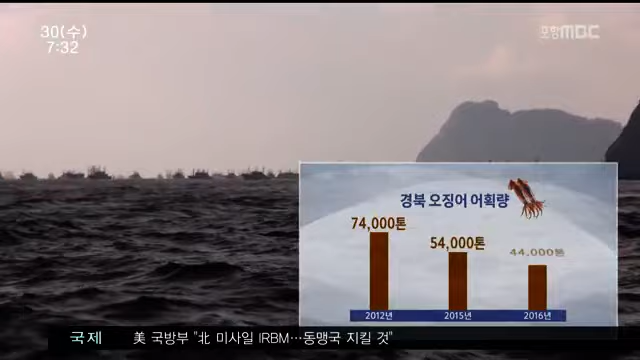 30(수)
7:32
포항MBC
경북 오징어 어획량
74,000톤
54,000톤
44,000톤
2012년
2015년
2016년
국제
美 국방부 "北 미사일 IRBM…동맹국 지킬 것"